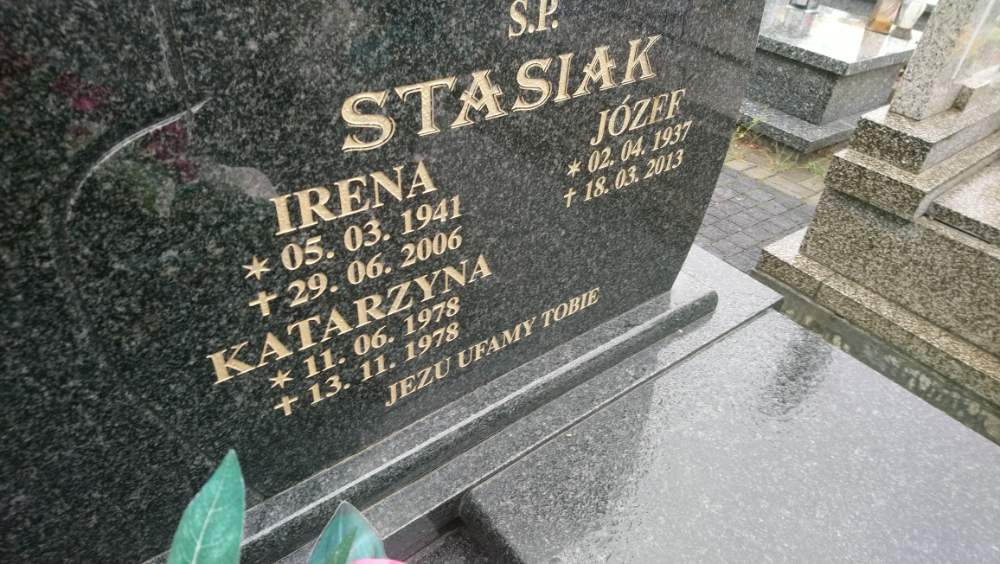 Ś.P.
STASIAK
IRENA
* 05. 03. 1941
✝ 29. 06. 2006
KATARZYNA
* 11. 06. 1978
✝ 13. 11. 1978
JÓZEF
* 02. 04. 1937
✝ 18. 03. 2013
JEZU UFAMY TOBIE